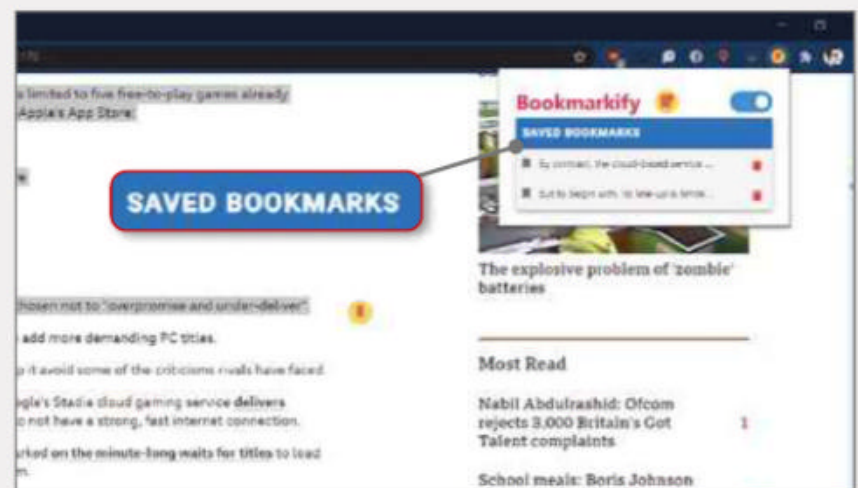 s limited to five free-to-play games already
Apple's App Store:
chosen not to "overpromise and under-deliver".
add more demanding PC titles.
p it avoid some of the criticisms rivals have faced.
ogle's Stadia cloud gaming service delivers
o not have a strong, fast internet connection.
arked on the minute-long waits for titles to load
m.
SAVED BOOKMARKS
Bookmarkify
SAVED BOOKMARKS
By contrast, the cloud-based service ...
But to begin with, its line-up is limite...
The explosive problem of 'zombie'
batteries
Most Read
Nabil Abdulrashid: Ofcom
rejects 3,000 Britain's Got
Talent complaints
1
School meals: Boris Johnson